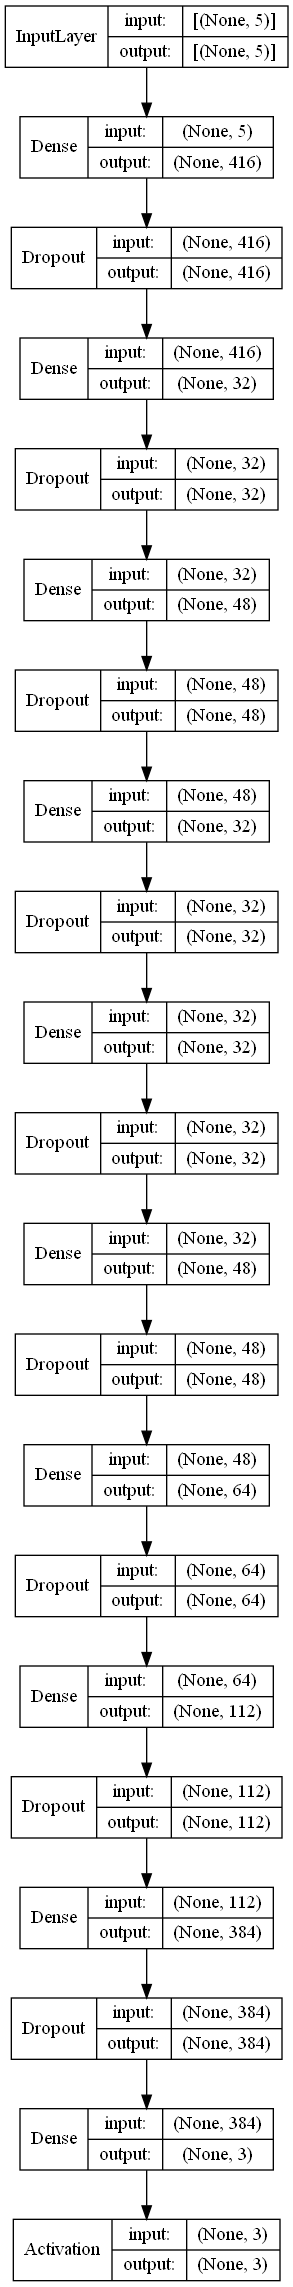 InputLayer
input: [(None, 5)]
output: [(None, 5)]
Dense
input: (None, 5)
output: (None, 416)
Dropout
input: (None, 416)
output: (None, 416)
Dense
input: (None, 416)
output: (None, 32)
Dropout
input: (None, 32)
output: (None, 32)
Dense
input: (None, 32)
output: (None, 48)
Dropout
input: (None, 48)
output: (None, 48)
Dense
input: (None, 48)
output: (None, 32)
Dropout
input: (None, 32)
output: (None, 32)
Dense
input: (None, 32)
output: (None, 32)
Dropout
input: (None, 32)
output: (None, 32)
Dense
input: (None, 32)
output: (None, 48)
Dropout
input: (None, 48)
output: (None, 48)
Dense
input: (None, 48)
output: (None, 64)
Dropout
input: (None, 64)
output: (None, 64)
Dense
input: (None, 64)
output: (None, 112)
Dropout
input: (None, 112)
output: (None, 112)
Dense
input: (None, 112)
output: (None, 384)
Dropout
input: (None, 384)
output: (None, 384)
Dense
input: (None, 384)
output: (None, 3)
Activation
input: (None, 3)
output: (None, 3)